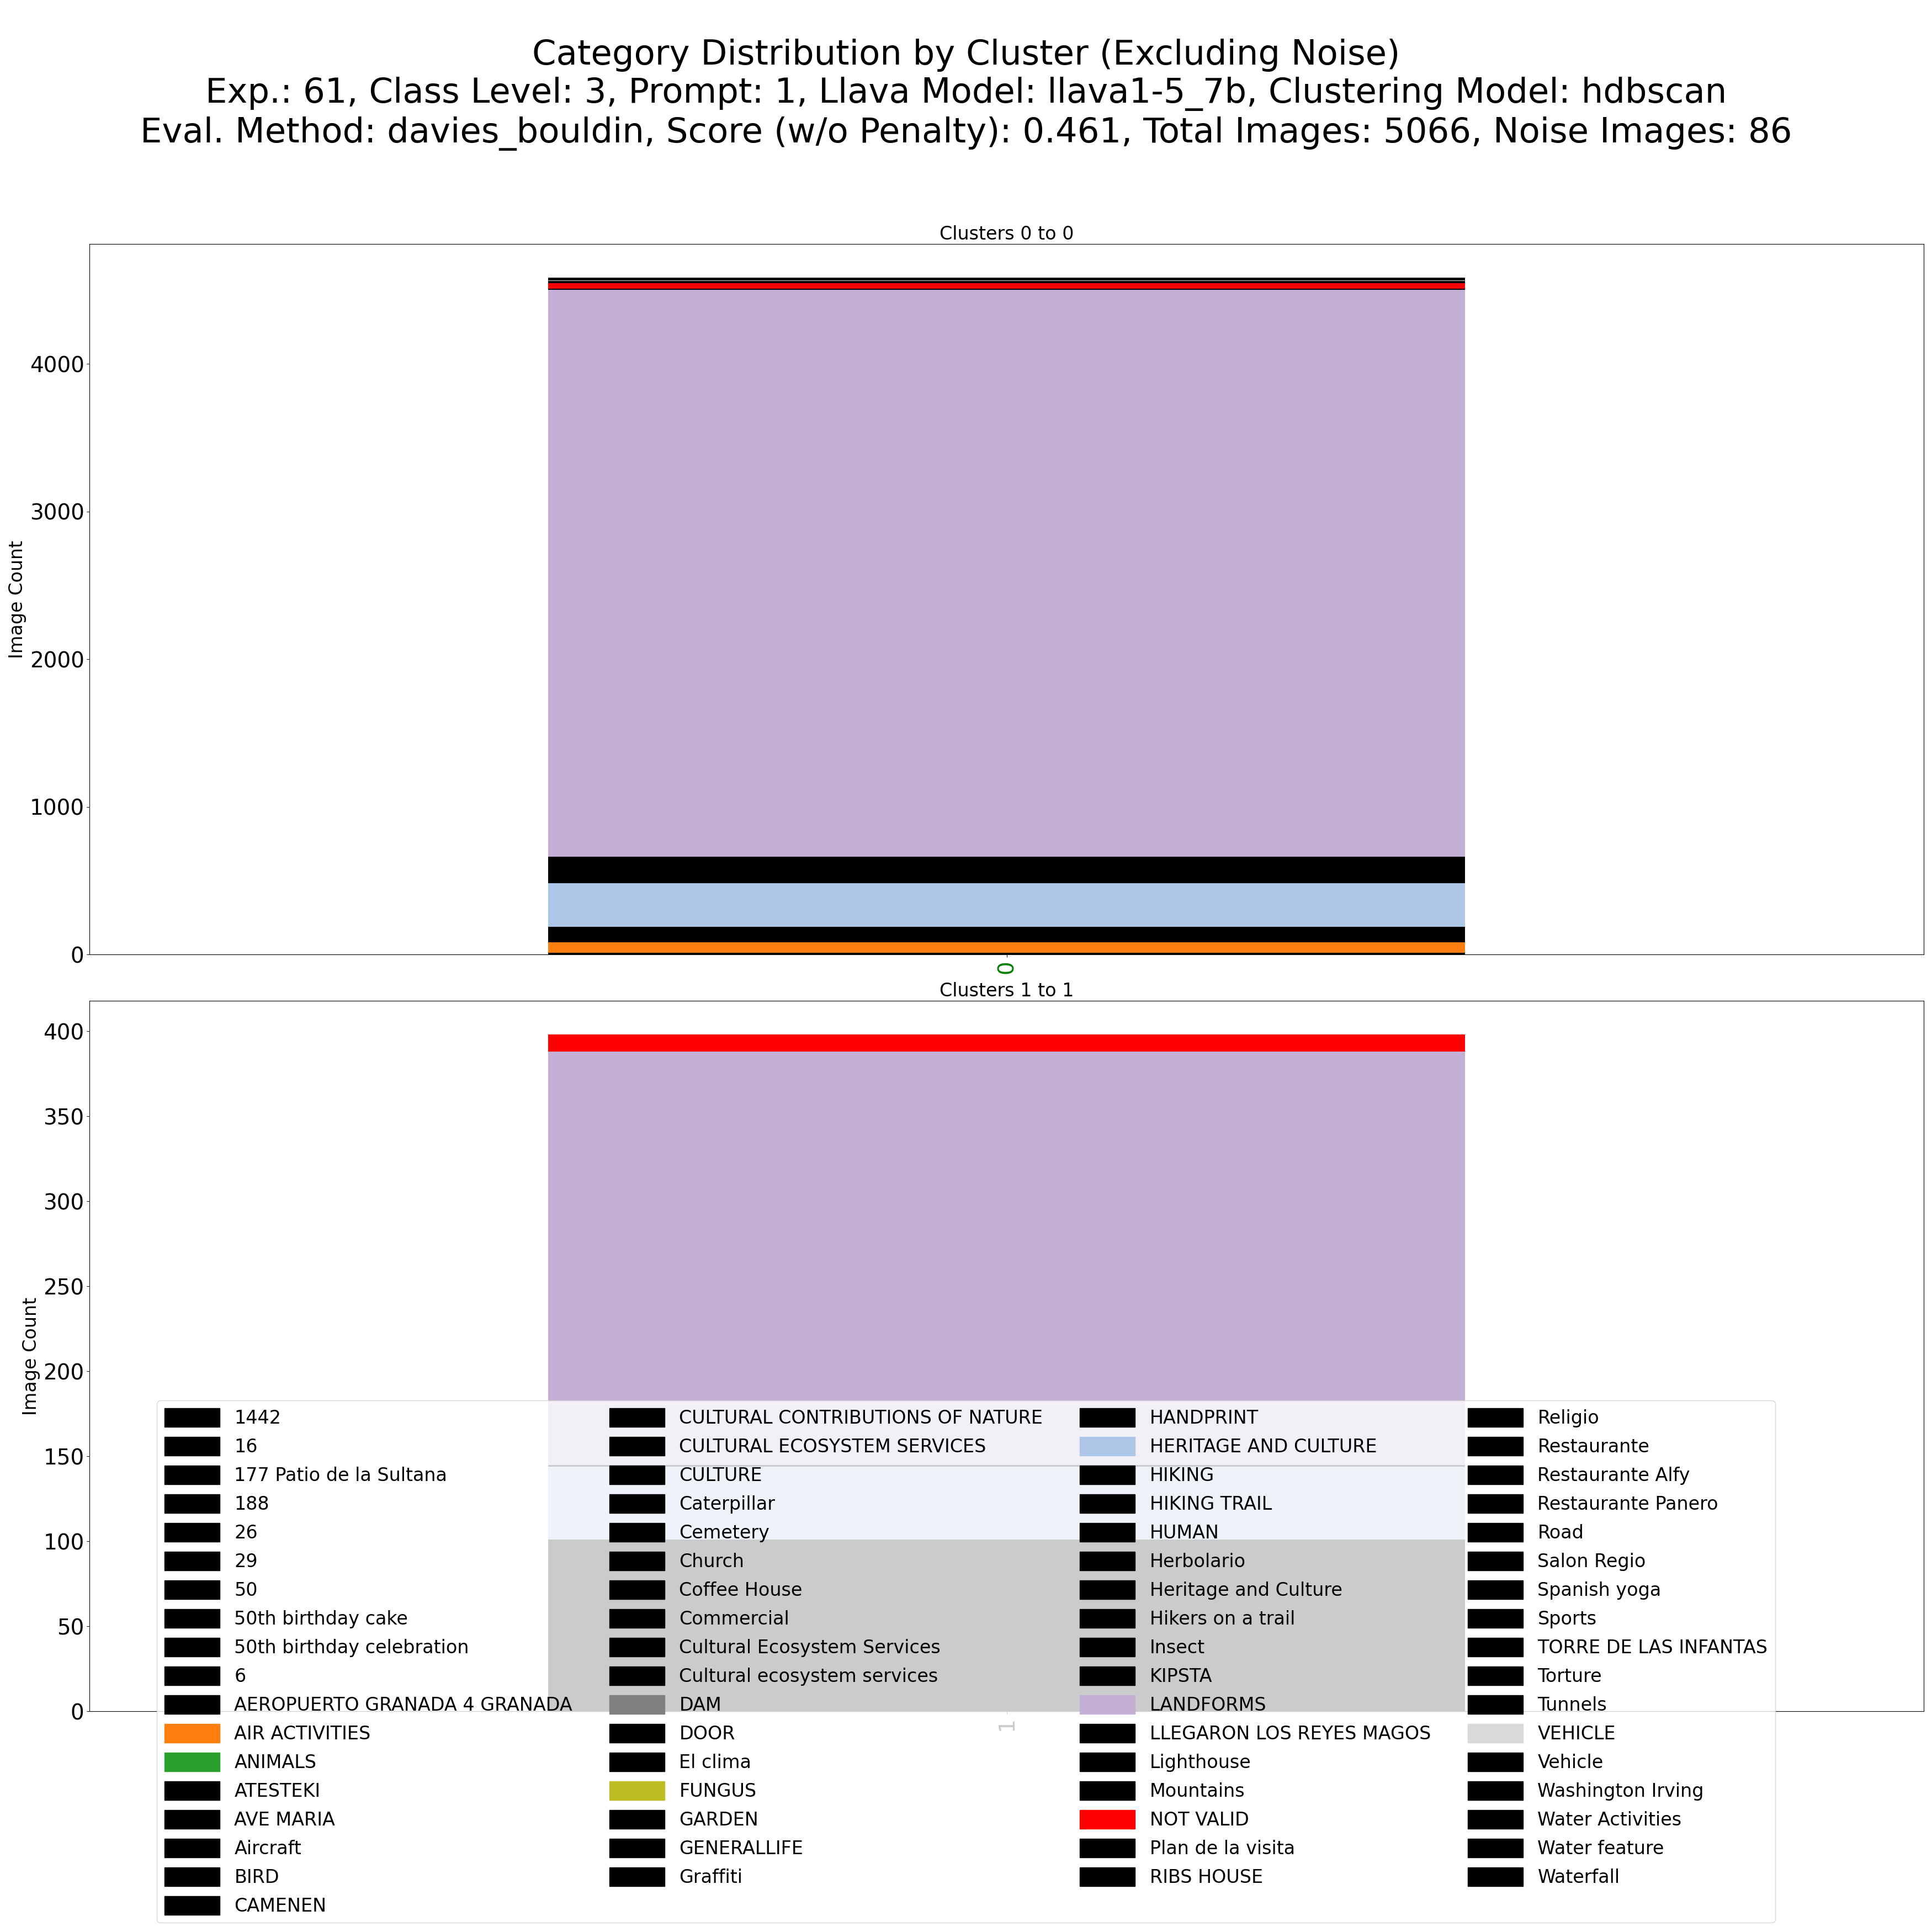 Category Distribution by Cluster (Excluding Noise)
Exp.: 61, Class Level: 3, Prompt: 1, Llava Model: llava1-5_7b, Clustering Model: hdbscan
Eval. Method: davies_bouldin, Score (w/o Penalty): 0.461, Total Images: 5066, Noise Images: 86
Clusters 0 to 0
4000
3000
2000
1000
0
Image Count
0
Clusters 1 to 1
400
350
300
250
200
150
100
50
0
Image Count
1
1442
16
177 Patio de la Sultana
188
26
29
50
50th birthday cake
50th birthday celebration
6
AEROPUERTO GRANADA 4 GRANADA
AIR ACTIVITIES
ANIMALS
ATESTEKI
AVE MARIA
Aircraft
BIRD
CAMENEN
CULTURAL CONTRIBUTIONS OF NATURE
CULTURAL ECOSYSTEM SERVICES
CULTURE
Caterpillar
Cemetery
Church
Coffee House
Commercial
Cultural Ecosystem Services
Cultural ecosystem services
DAM
DOOR
El clima
FUNGUS
GARDEN
GENERALLIFE
Graffiti
HANDPRINT
HERITAGE AND CULTURE
HIKING
HIKING TRAIL
HUMAN
Herbolario
Heritage and Culture
Hikers on a trail
Insect
KIPSTA
LANDFORMS
LLEGARON LOS REYES MAGOS
Lighthouse
Mountains
NOT VALID
Plan de la visita
RIBS HOUSE
Religio
Restaurante
Restaurante Alfy
Restaurante Panero
Road
Salon Regio
Spanish yoga
Sports
TORRE DE LAS INFANTAS
Torture
Tunnels
VEHICLE
Vehicle
Washington Irving
Water Activities
Water feature
Waterfall